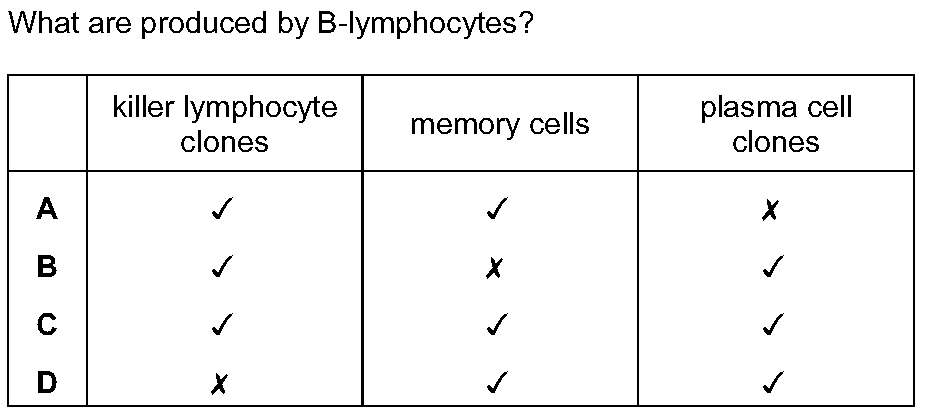 What are produced by B-lymphocytes?
killer lymphocyte
clones
memory cells
plasma cell
clones
A ✓ ✓ ✗
B ✓ ✗ ✓
C ✓ ✓ ✓
D ✗ ✓ ✓